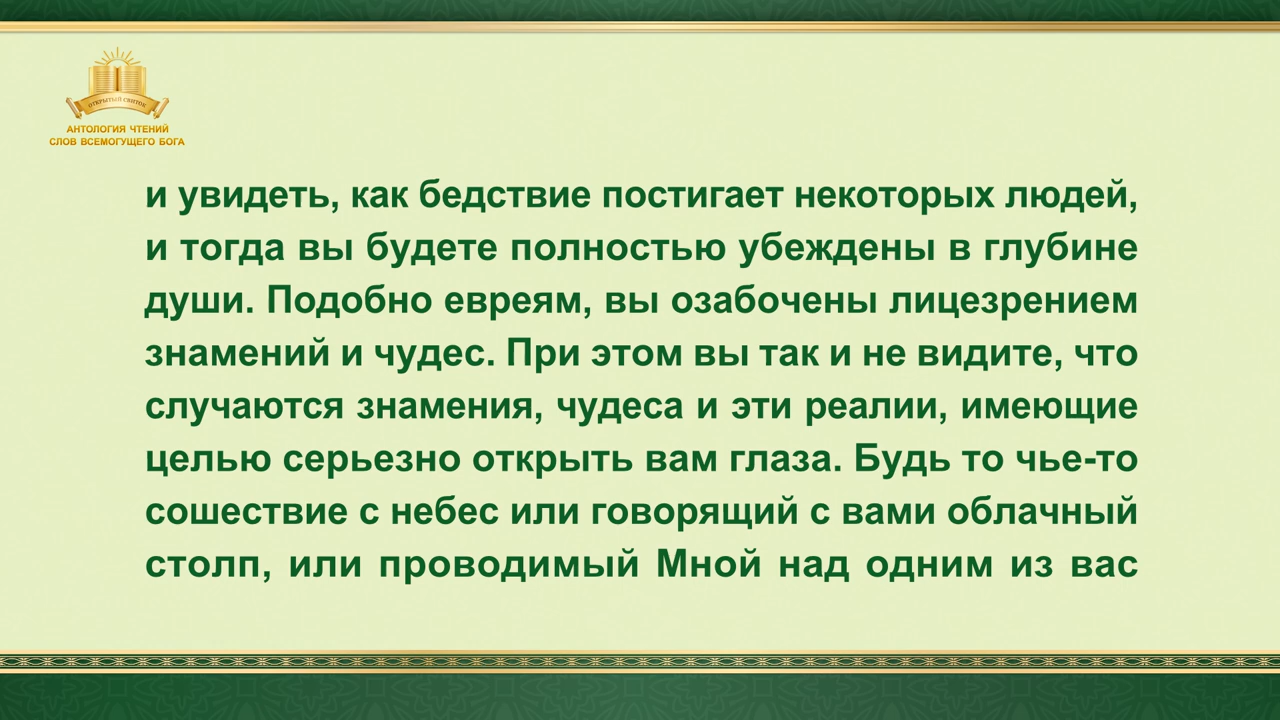 ОТКРЫТЫЙ СВИТОК
АНТОЛОГИЯ ЧТЕНИЙ
СЛОВ ВСЕМОГУЩЕГО БОГА
и увидеть, как бедствие постигает некоторых людей,
и тогда вы будете полностью убеждены в глубине
души. Подобно евреям, вы озабочены лицезрением
знамений и чудес. При этом вы так и не видите, что
случаются знамения, чудеса и эти реалии, имеющие
целью серьезно открыть вам глаза. Будь то чье-то
сошествие с небес или говорящий с вами облачный
столп, или проводимый Мной над одним из вас